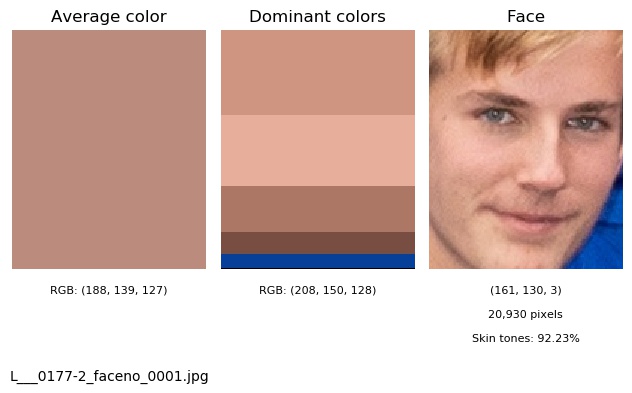 Average color
Dominant colors
Face
RGB: (188, 139, 127)
RGB: (208, 150, 128)
(161, 130, 3)
20,930 pixels
Skin tones: 92.23%
L___0177-2_faceno_0001.jpg